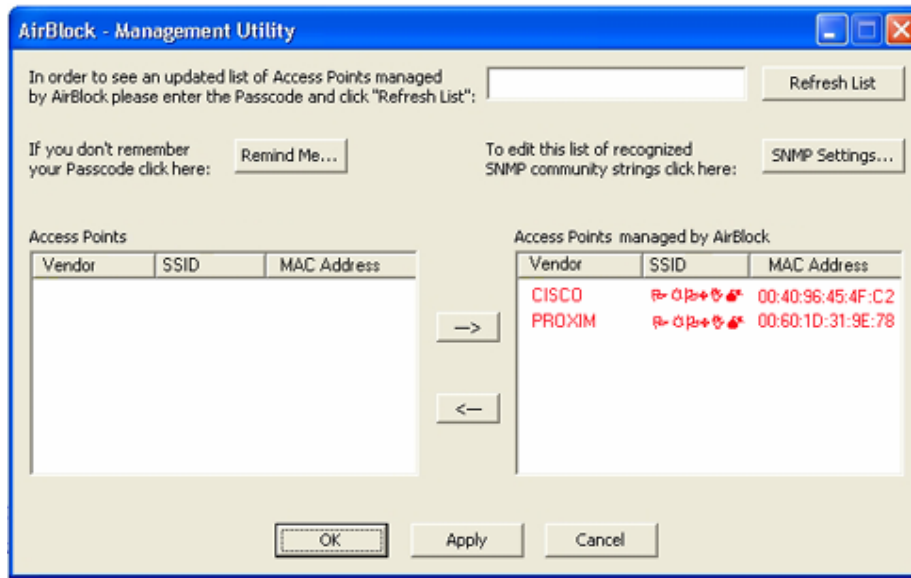 AirBlock - Management Utility
In order to see an updated list of Access Points managed
by AirBlock please enter the Passcode and click "Refresh List":
Refresh List
If you don't remember
your Passcode click here:
Remind Me...
To edit this list of recognized
SNMP community strings click here:
SNMP Settings...
Access Points
Vendor SSID MAC Address
-->
<--
Access Points managed by AirBlock
Vendor SSID MAC Address
CISCO 00:40:96:45:4F:C2
PROXIM 00:60:1D:31:9E:78
OK Apply Cancel